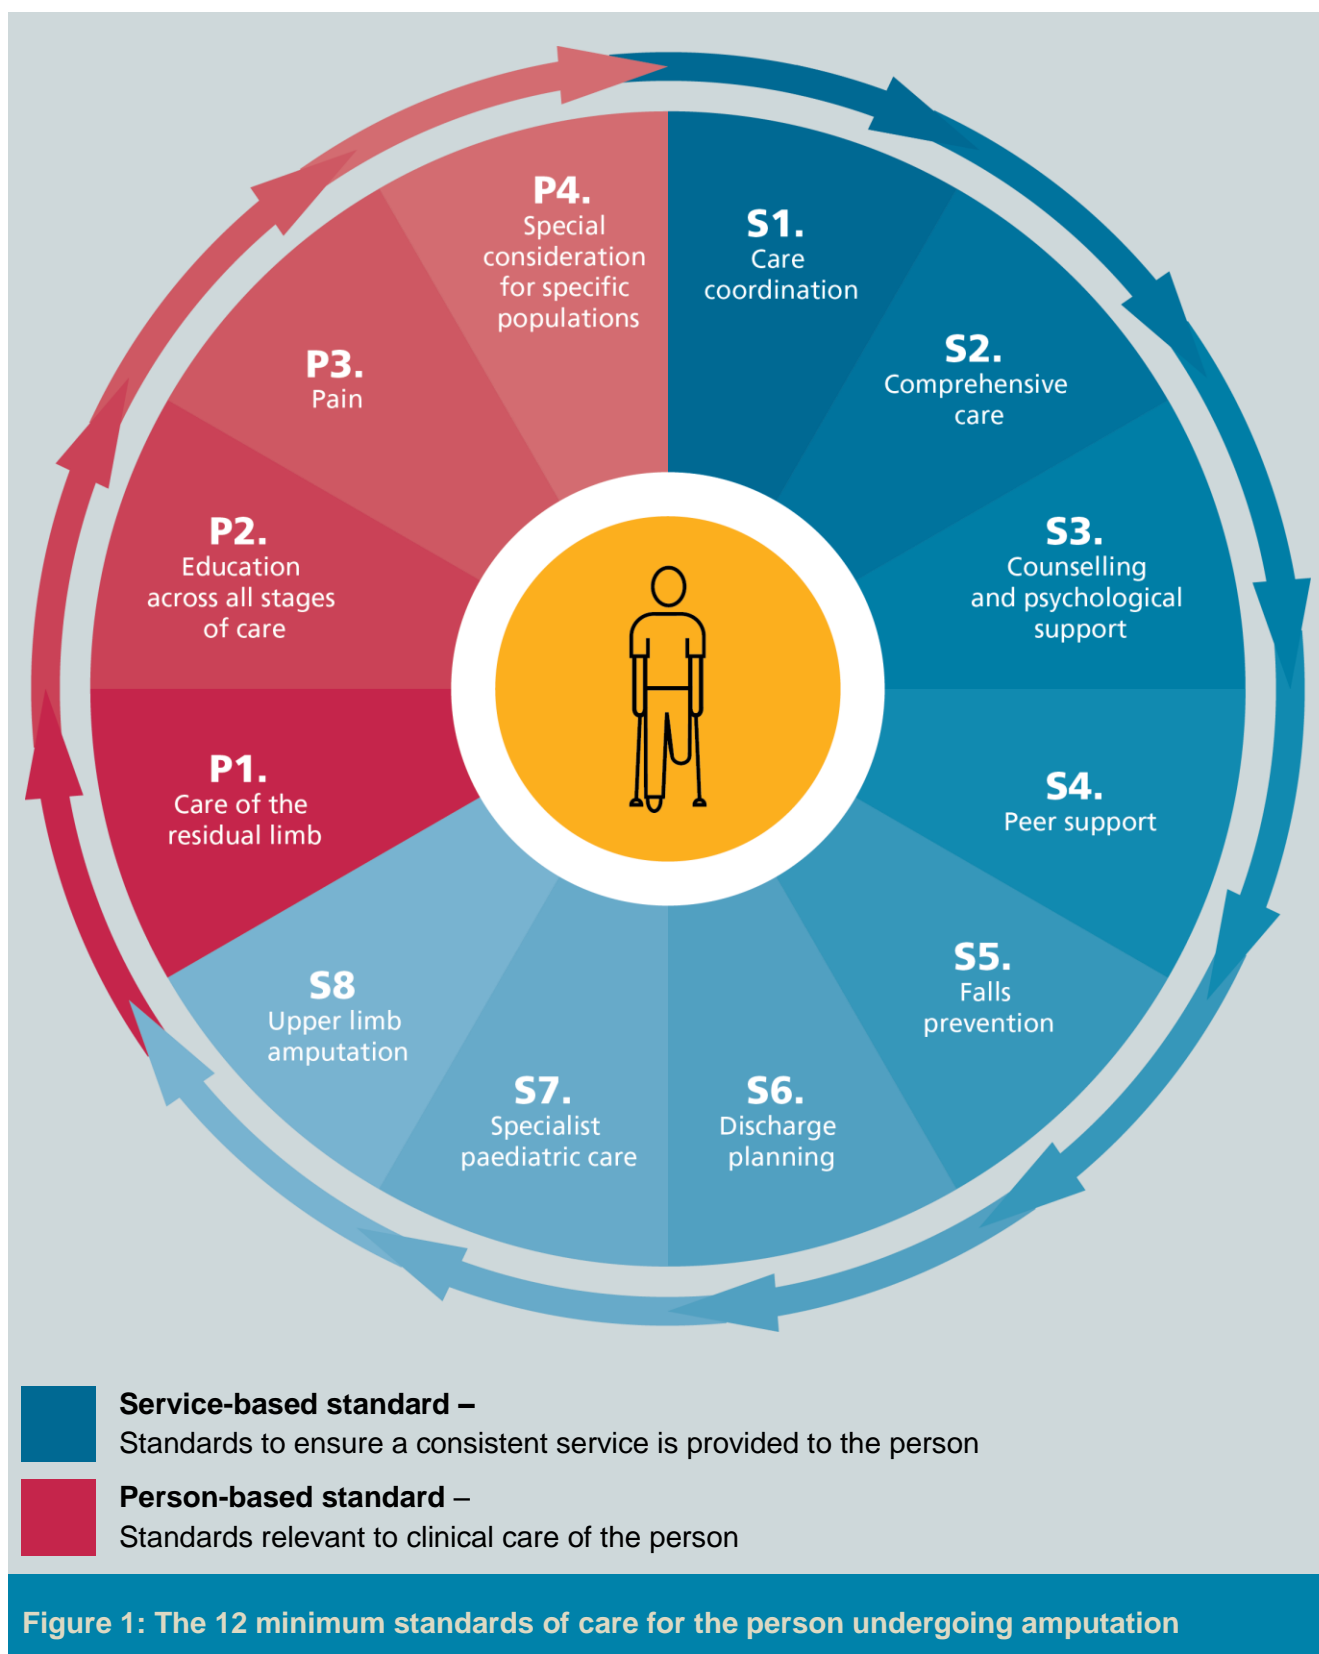 S1.
Care
coordination
S2.
Comprehensive
care
S3.
Counselling
and psychological
support
S4.
Peer support
S5.
Falls
prevention
S6.
Discharge
planning
S7.
Specialist
paediatric care
S8
Upper limb
amputation
P1.
Care of the
residual limb
P2.
Education
across all stages
of care
P3.
Pain
P4.
Special
consideration
for specific
populations
Service-based standard –
Standards to ensure a consistent service is provided to the person
Person-based standard –
Standards relevant to clinical care of the person
Figure 1: The 12 minimum standards of care for the person undergoing amputation